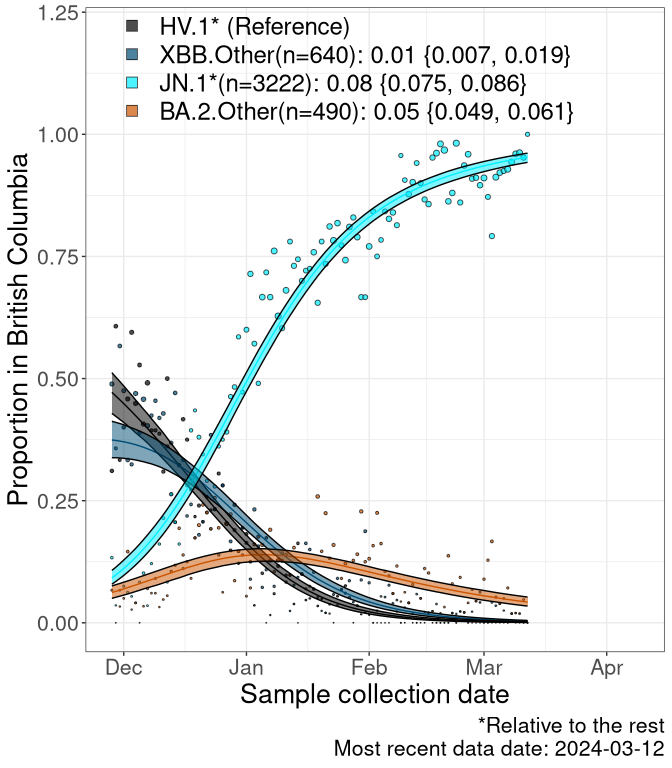 1.25
HV.1* (Reference)
XBB.Other(n=640): 0.01 {0.007, 0.019}
JN.1*(n=3222): 0.08 {0.075, 0.086}
BA.2.Other(n=490): 0.05 {0.049, 0.061}
1.00
0.75
0.50
0.25
0.00
Proportion in British Columbia
Dec Jan Feb Mar Apr
Sample collection date
*Relative to the rest
Most recent data date: 2024-03-12